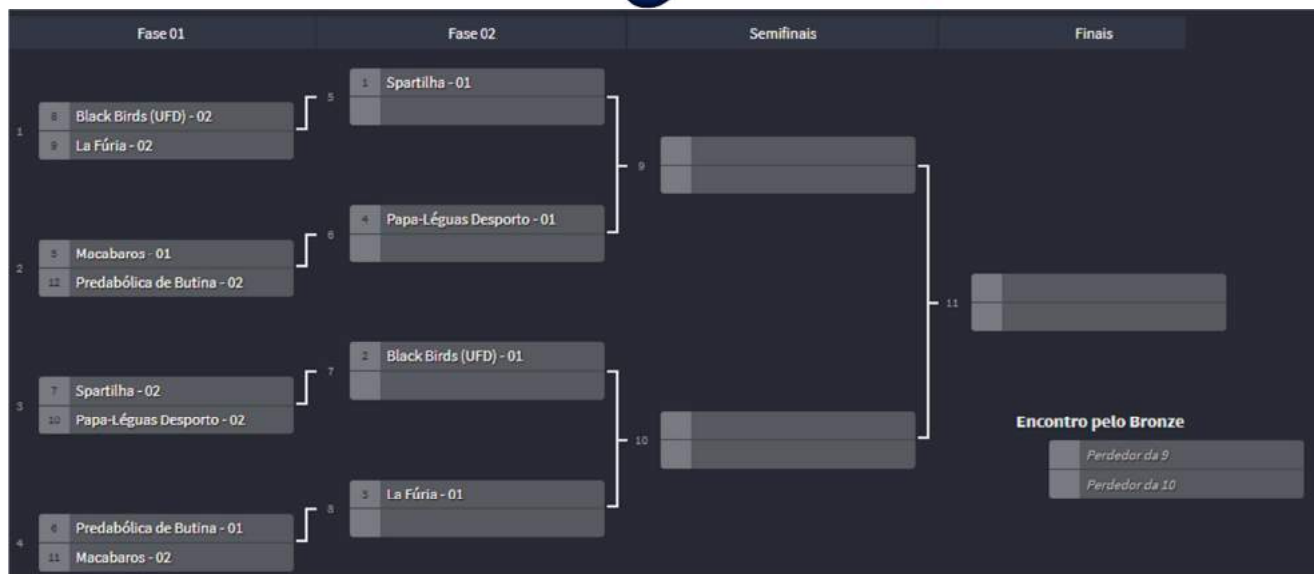 Fase 01
Fase 02
Semifinais
Finais
1
8 Black Birds (UFD) - 02
9 La Fúria - 02
2
5 Macabaros - 01
12 Predabólica de Butina - 02
3
7 Spartilha - 02
10 Papa-Léguas Desporto - 02
4
6 Predabólica de Butina - 01
11 Macabaros - 02
5
1 Spartilha - 01
6
4 Papa-Léguas Desporto - 01
7
2 Black Birds (UFD) - 01
8
3 La Fúria - 01
9
10
11
Encontro pelo Bronze
Perdedor da 9
Perdedor da 10